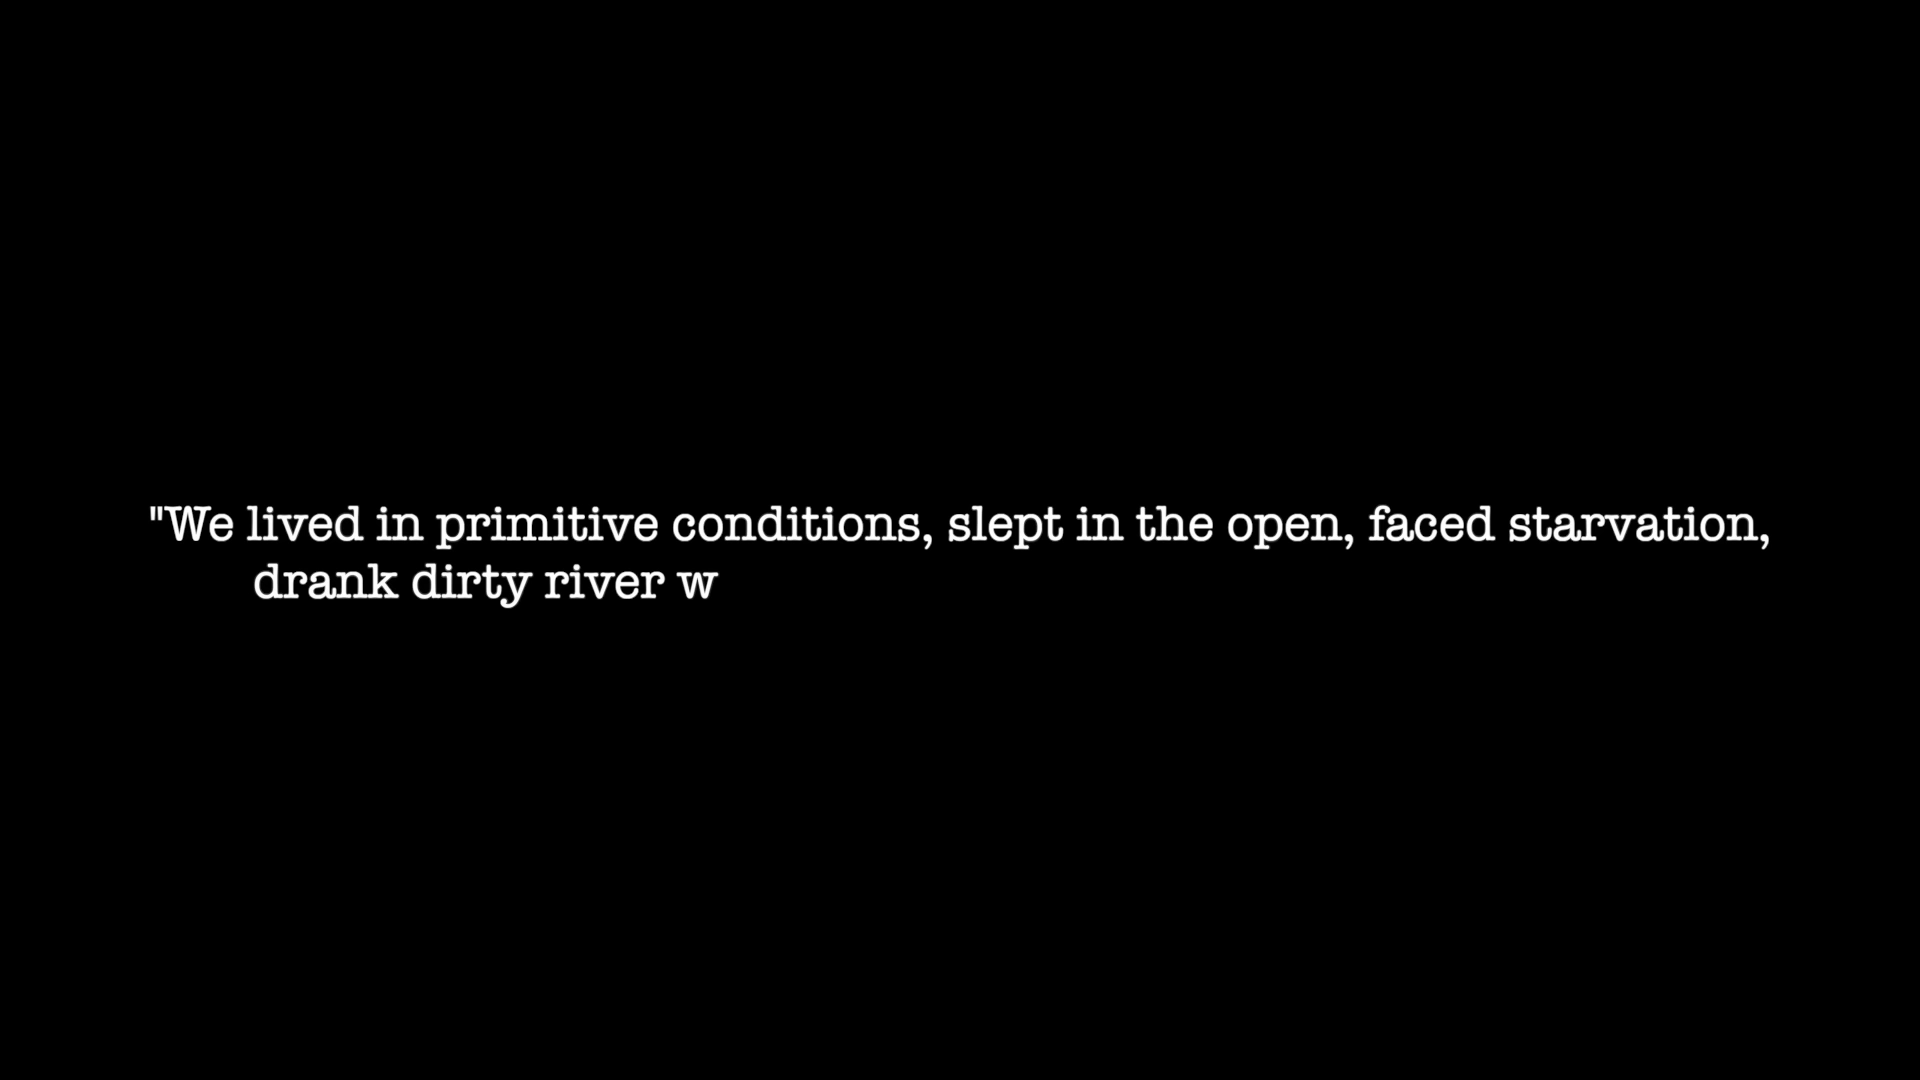 "We lived in primitive conditions, slept in the open, faced starvation,
drank dirty river w